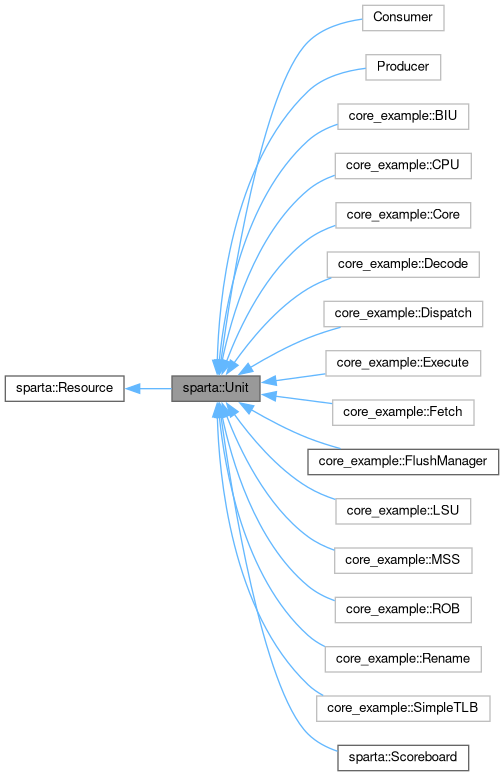 Consumer
Producer
core_example::BIU
core_example::CPU
core_example::Core
core_example::Decode
core_example::Dispatch
core_example::Execute
sparta::Resource
sparta::Unit
core_example::Fetch
core_example::FlushManager
core_example::LSU
core_example::MSS
core_example::ROB
core_example::Rename
core_example::SimpleTLB
sparta::Scoreboard